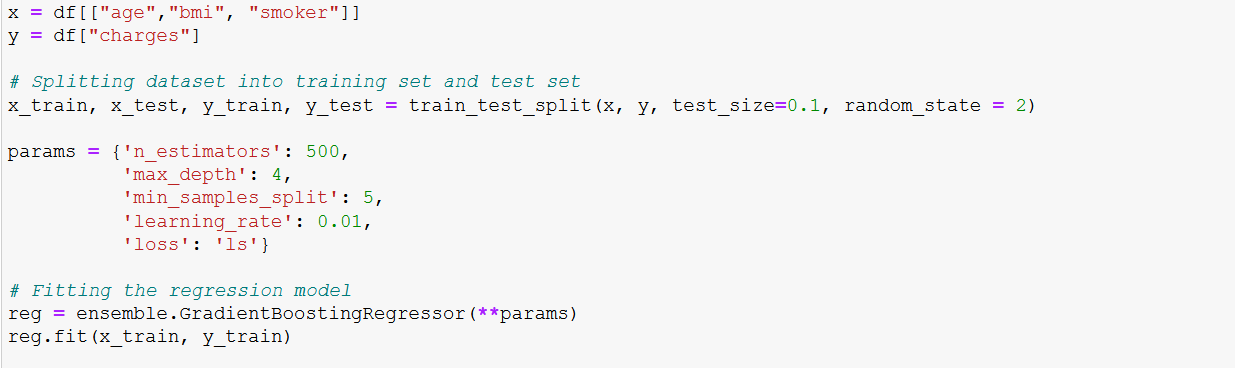 x = df[["age","bmi", "smoker"]]
y = df["charges"]
# Splitting dataset into training set and test set
x_train, x_test, y_train, y_test = train_test_split(x, y, test_size=0.1, random_state = 2)
params = {'n_estimators': 500,
'max_depth': 4,
'min_samples_split': 5,
'learning_rate': 0.01,
'loss': 'ls'}
# Fitting the regression model
reg = ensemble.GradientBoostingRegressor(**params)
reg.fit(x_train, y_train)